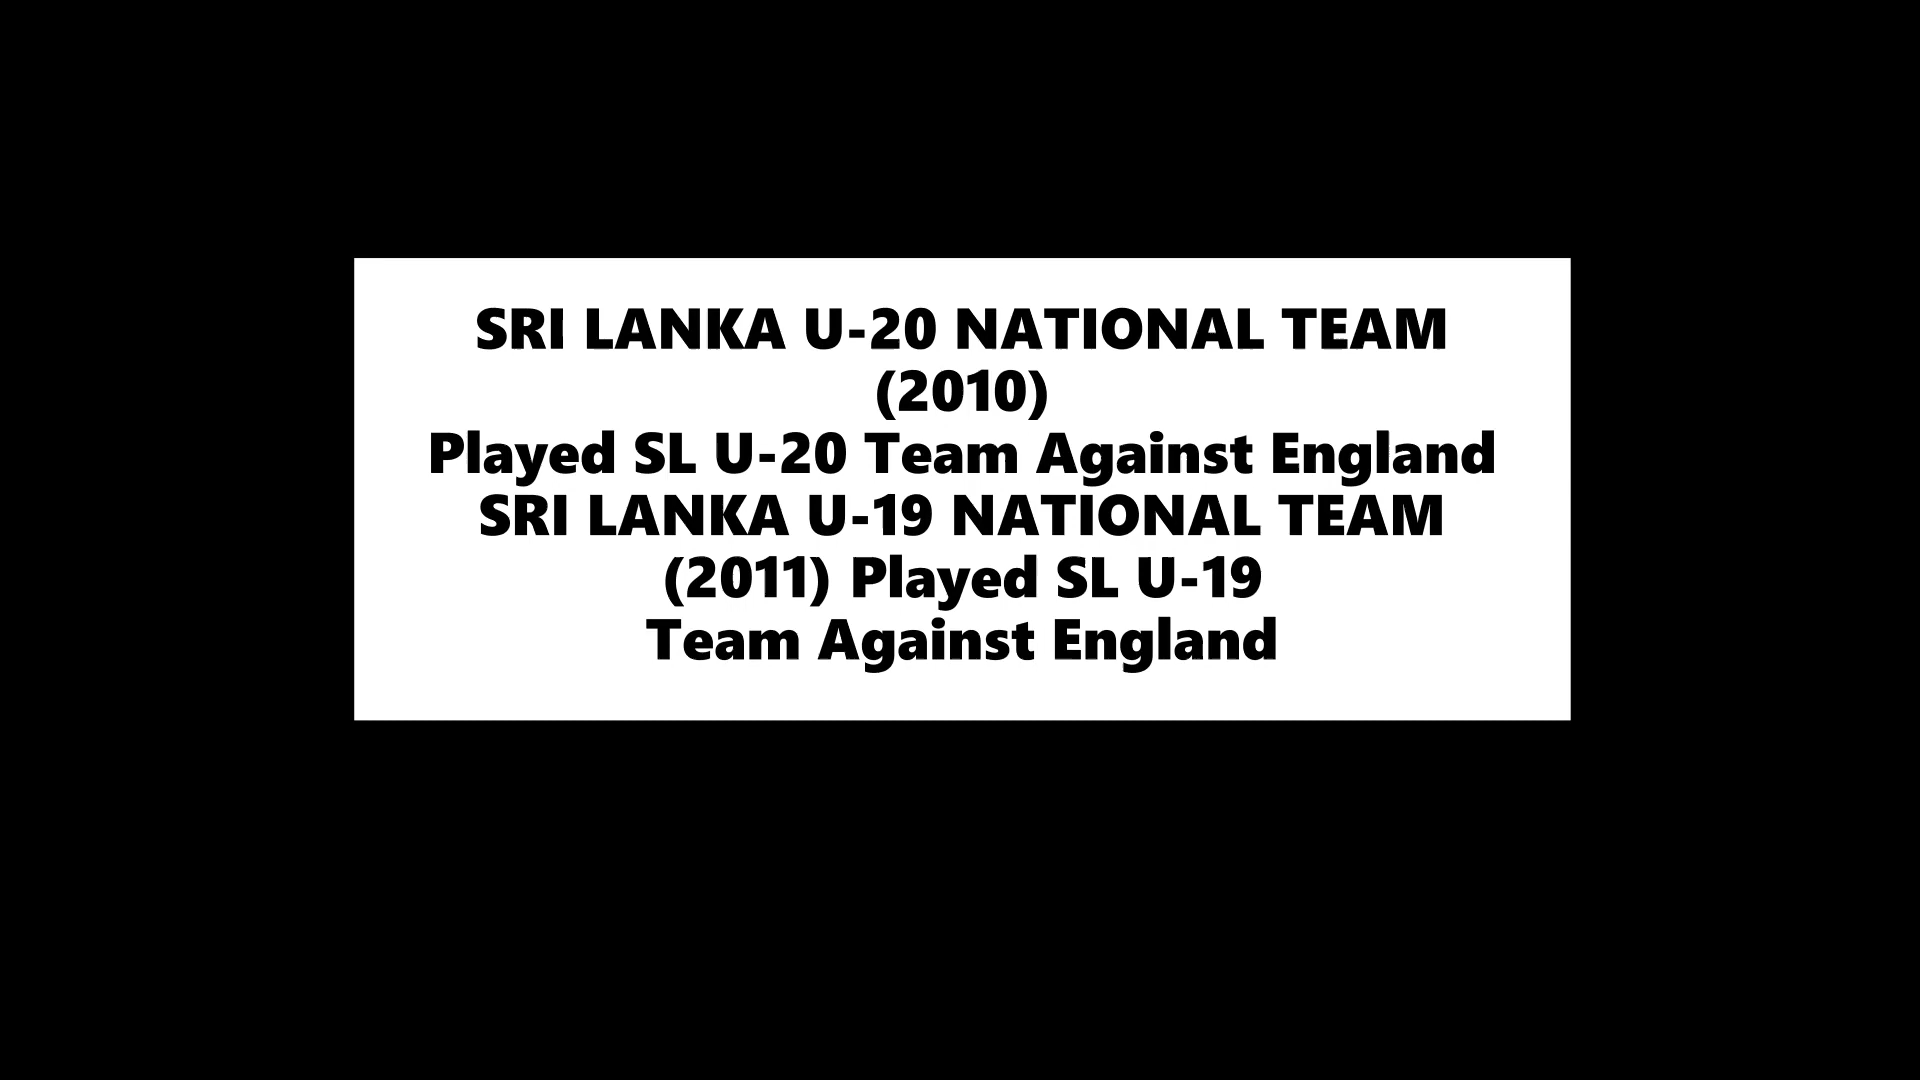 SRI LANKA U-20 NATIONAL TEAM
(2010)
Played SL U-20 Team Against England
SRI LANKA U-19 NATIONAL TEAM
(2011) Played SL U-19
Team Against England